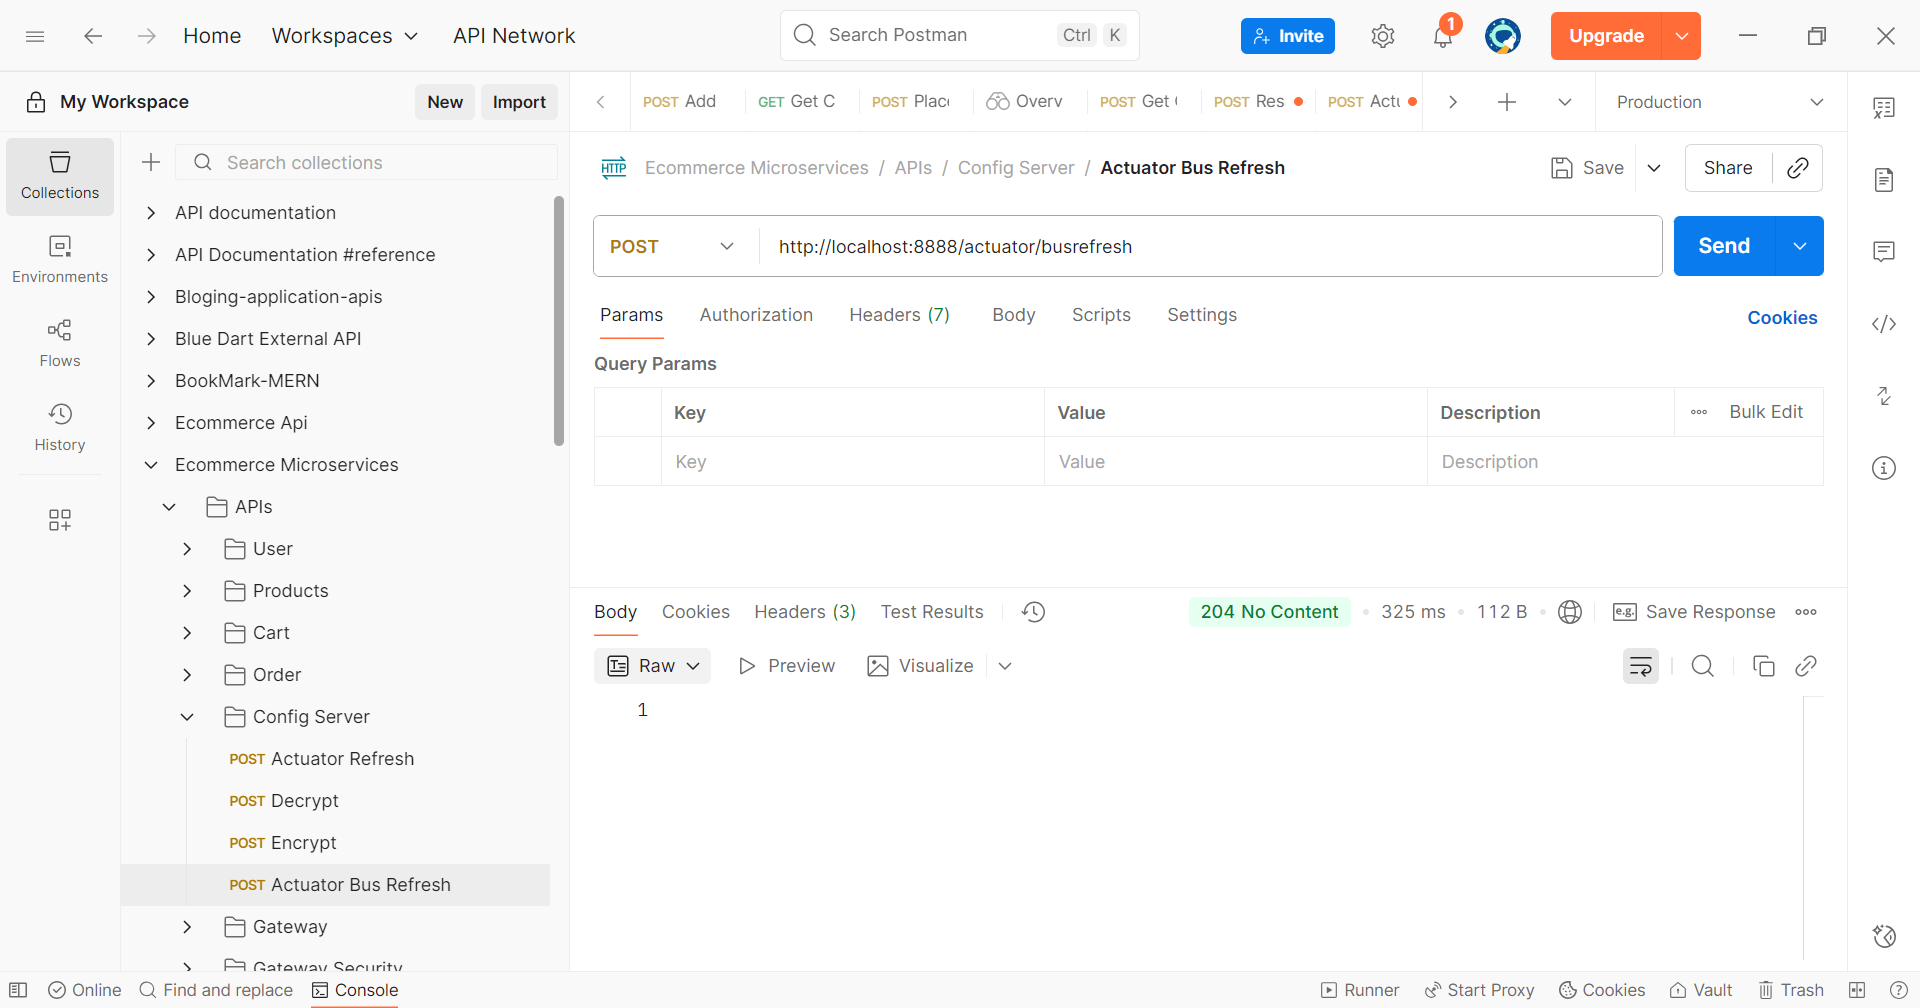 Home
Workspaces
API Network
Search Postman
Ctrl
K
Invite
1
Upgrade
My Workspace
New
Import
POST Add
GET Get C
POST Plac
Overv
POST Get
POST Res
POST Actu
Production
Collections
Environments
Flows
History
Search collections
API documentation
API Documentation #reference
Bloging-application-apis
Blue Dart External API
BookMark-MERN
Ecommerce Api
Ecommerce Microservices
APIs
User
Products
Cart
Order
Config Server
POST Actuator Refresh
POST Decrypt
POST Encrypt
POST Actuator Bus Refresh
Gateway
Gateway Security
HTTP
Ecommerce Microservices / APIs / Config Server / Actuator Bus Refresh
Save
Share
POST
http://localhost:8888/actuator/busrefresh
Send
Params
Authorization
Headers (7)
Body
Scripts
Settings
Cookies
Query Params
Key
Value
Description
Bulk Edit
Key
Value
Description
Body
Cookies
Headers (3)
Test Results
204 No Content
325 ms
112 B
e.g.
Save Response
Raw
Preview
Visualize
1
Online
Find and replace
Console
Runner
Start Proxy
Cookies
Vault
Trash